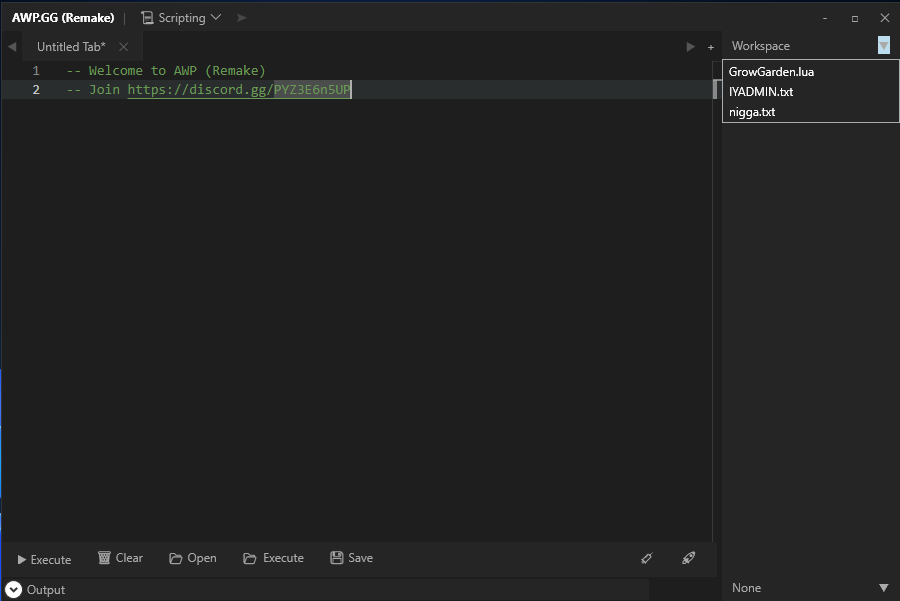 AWP.GG (Remake) | Scripting
Untitled Tab*
+
Workspace
1 -- Welcome to AWP (Remake)
2 -- Join https://discord.gg/PYZ3E6n5UP
GrowGarden.lua
IYADMIN.txt
nigga.txt
Execute
Clear
Open
Execute
Save
Output
None